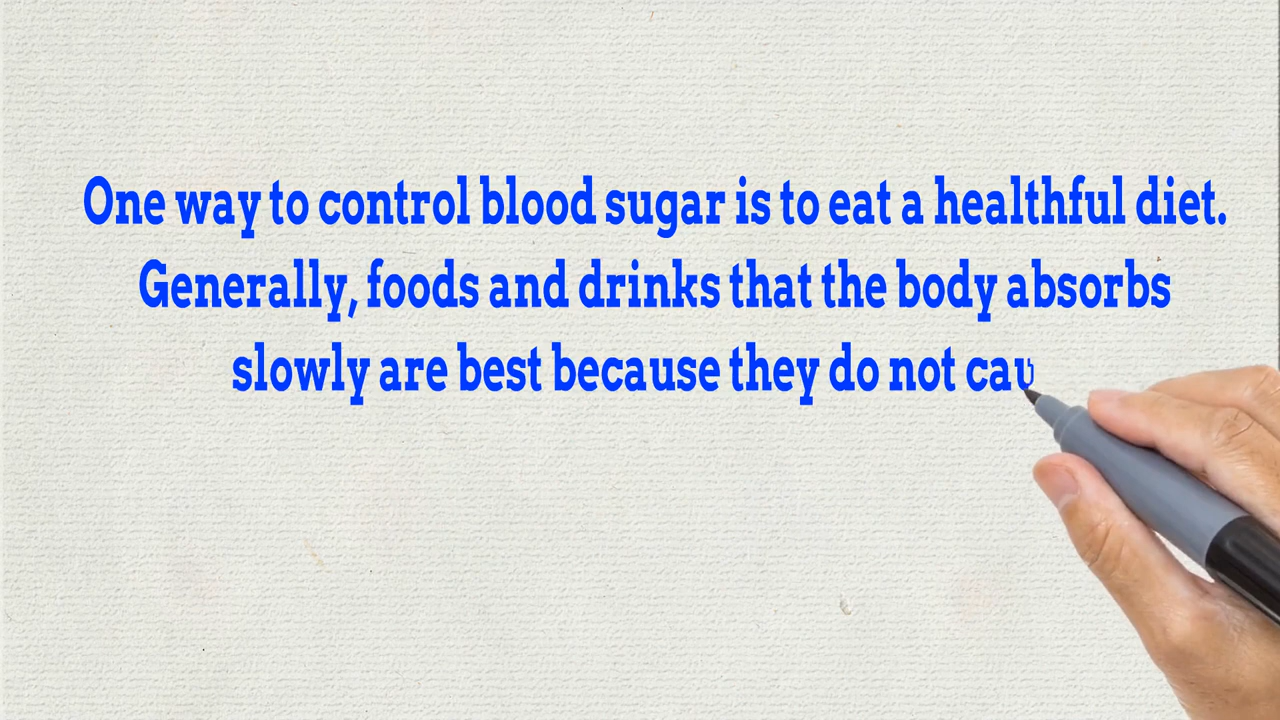 One way to control blood sugar is to eat a healthful diet.
Generally, foods and drinks that the body absorbs
slowly are best because they do not cau